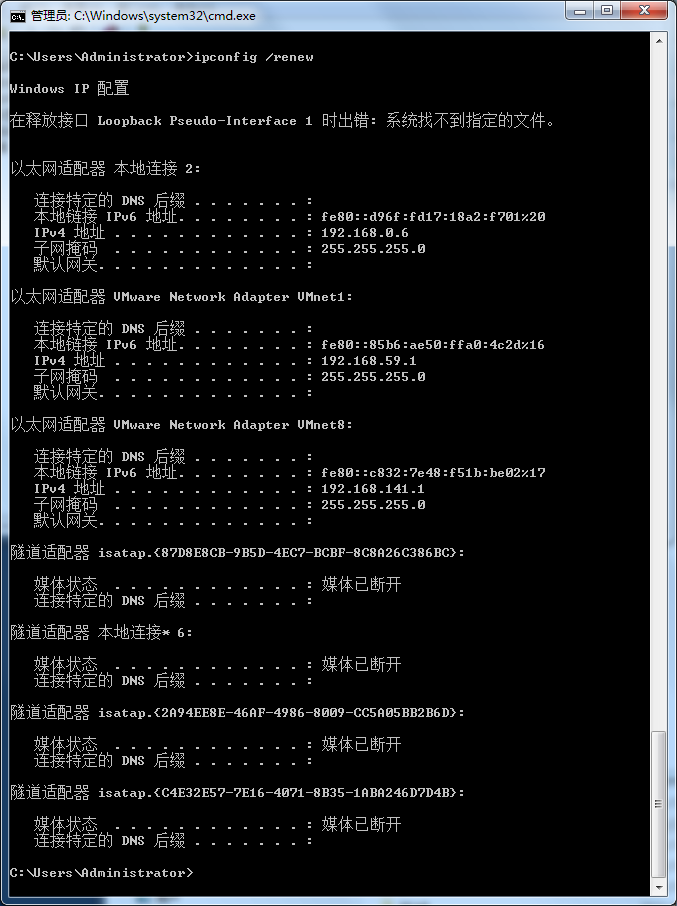 管理员: C:\Windows\system32\cmd.exe
C:\Users\Administrator>ipconfig /renew
Windows IP 配置
在释放接口 Loopback Pseudo-Interface 1 时出错: 系统找不到指定的文件。
以太网适配器 本地连接 2:
连接特定的 DNS 后缀 . . . . . . . :
本地链接 IPv6 地址. . . . . . . . : fe80::d96f:fd17:18a2:f701%20
IPv4 地址 . . . . . . . . . . . . : 192.168.0.6
子网掩码  . . . . . . . . . . . . : 255.255.255.0
默认网关. . . . . . . . . . . . . :
以太网适配器 VMware Network Adapter VMnet1:
连接特定的 DNS 后缀 . . . . . . . :
本地链接 IPv6 地址. . . . . . . . : fe80::85b6:ae50:ffa0:4c2d%16
IPv4 地址 . . . . . . . . . . . . : 192.168.59.1
子网掩码  . . . . . . . . . . . . : 255.255.255.0
默认网关. . . . . . . . . . . . . :
以太网适配器 VMware Network Adapter VMnet8:
连接特定的 DNS 后缀 . . . . . . . :
本地链接 IPv6 地址. . . . . . . . : fe80::c832:7e48:f51b:be02%17
IPv4 地址 . . . . . . . . . . . . : 192.168.141.1
子网掩码  . . . . . . . . . . . . : 255.255.255.0
默认网关. . . . . . . . . . . . . :
隧道适配器 isatap.{87D8E8CB-9B5D-4EC7-BCBF-8C8A26C386BC}:
媒体状态  . . . . . . . . . . . . : 媒体已断开
连接特定的 DNS 后缀 . . . . . . . :
隧道适配器 本地连接* 6:
媒体状态  . . . . . . . . . . . . : 媒体已断开
连接特定的 DNS 后缀 . . . . . . . :
隧道适配器 isatap.{2A94EE8E-46AF-4986-8009-CC5A05BB2B6D}:
媒体状态  . . . . . . . . . . . . : 媒体已断开
连接特定的 DNS 后缀 . . . . . . . :
隧道适配器 isatap.{C4E32E57-7E16-4071-8B35-1ABA246D7D4B}:
媒体状态  . . . . . . . . . . . . : 媒体已断开
连接特定的 DNS 后缀 . . . . . . . :
C:\Users\Administrator>